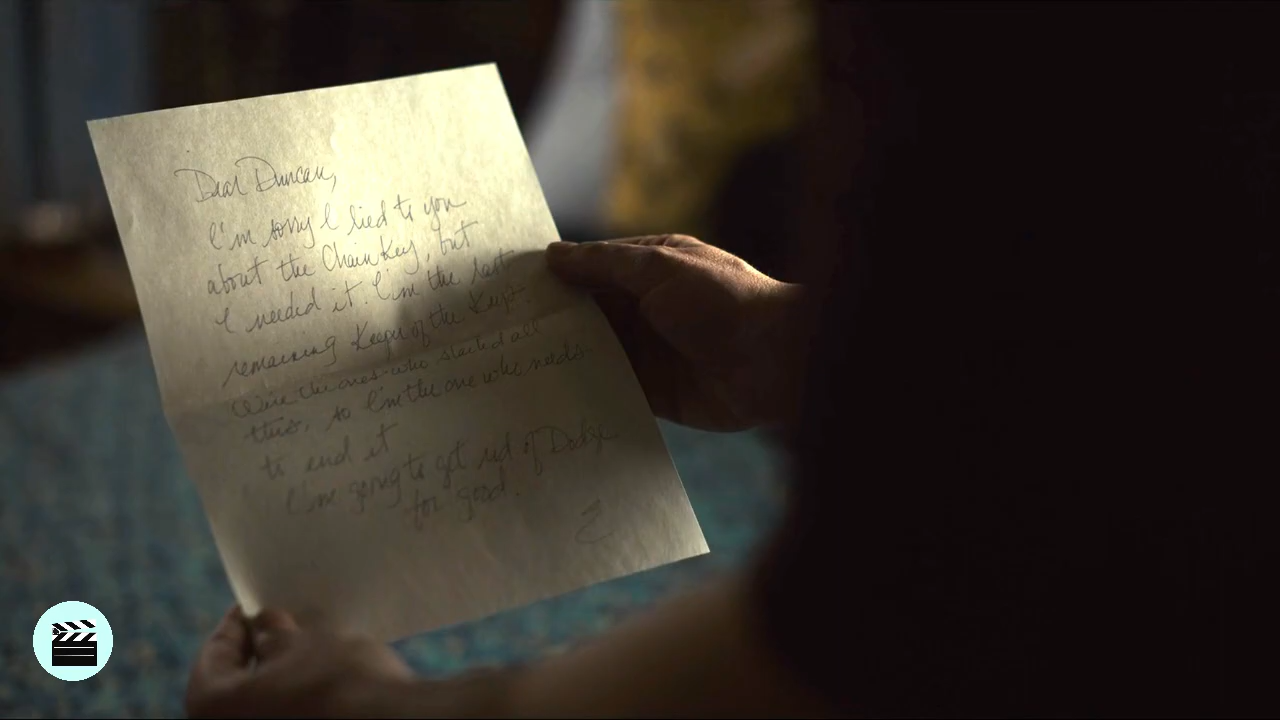 Dear Duncan,
I'm sorry I lied to you
about the Chain Key, but
I needed it. I'm the last
remaining Keeper of the Keys.
We're the ones who started all
this, so I'm the one who needs
to end it
I'm going to get rid of Dodge
for good.
E